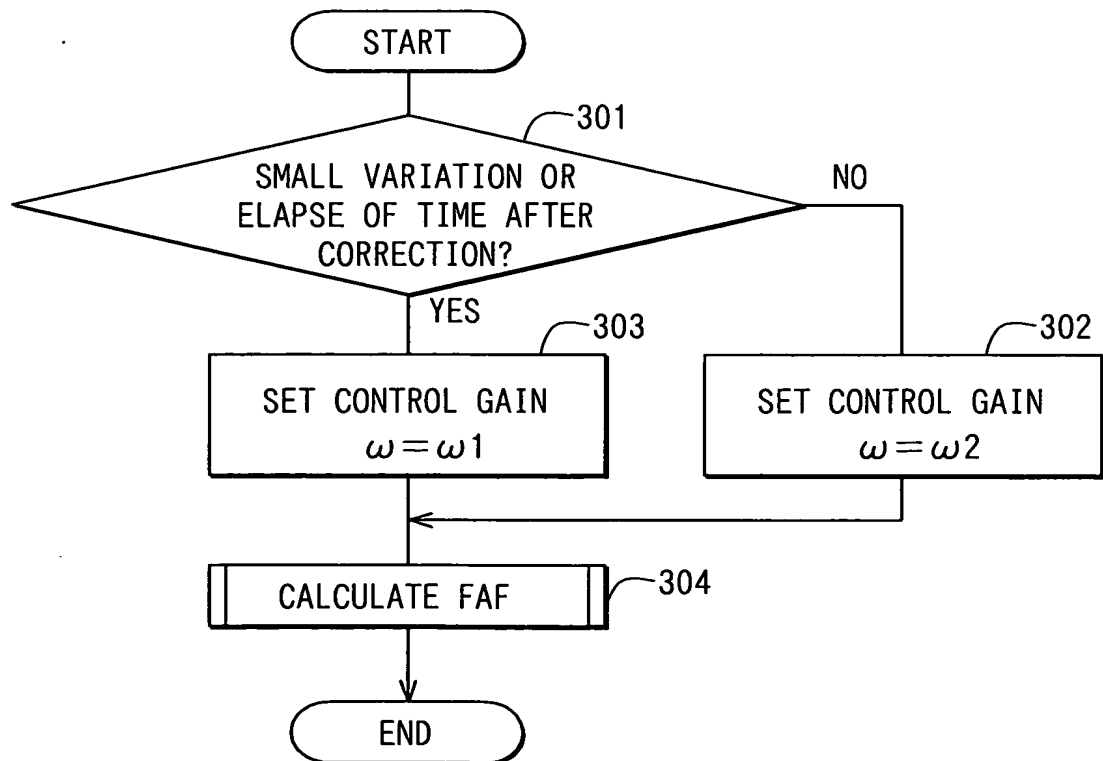 START
301
SMALL VARIATION OR
ELAPSE OF TIME AFTER
CORRECTION?
NO
YES
303
SET CONTROL GAIN
ω=ω1
302
SET CONTROL GAIN
ω=ω2
CALCULATE FAF
304
END